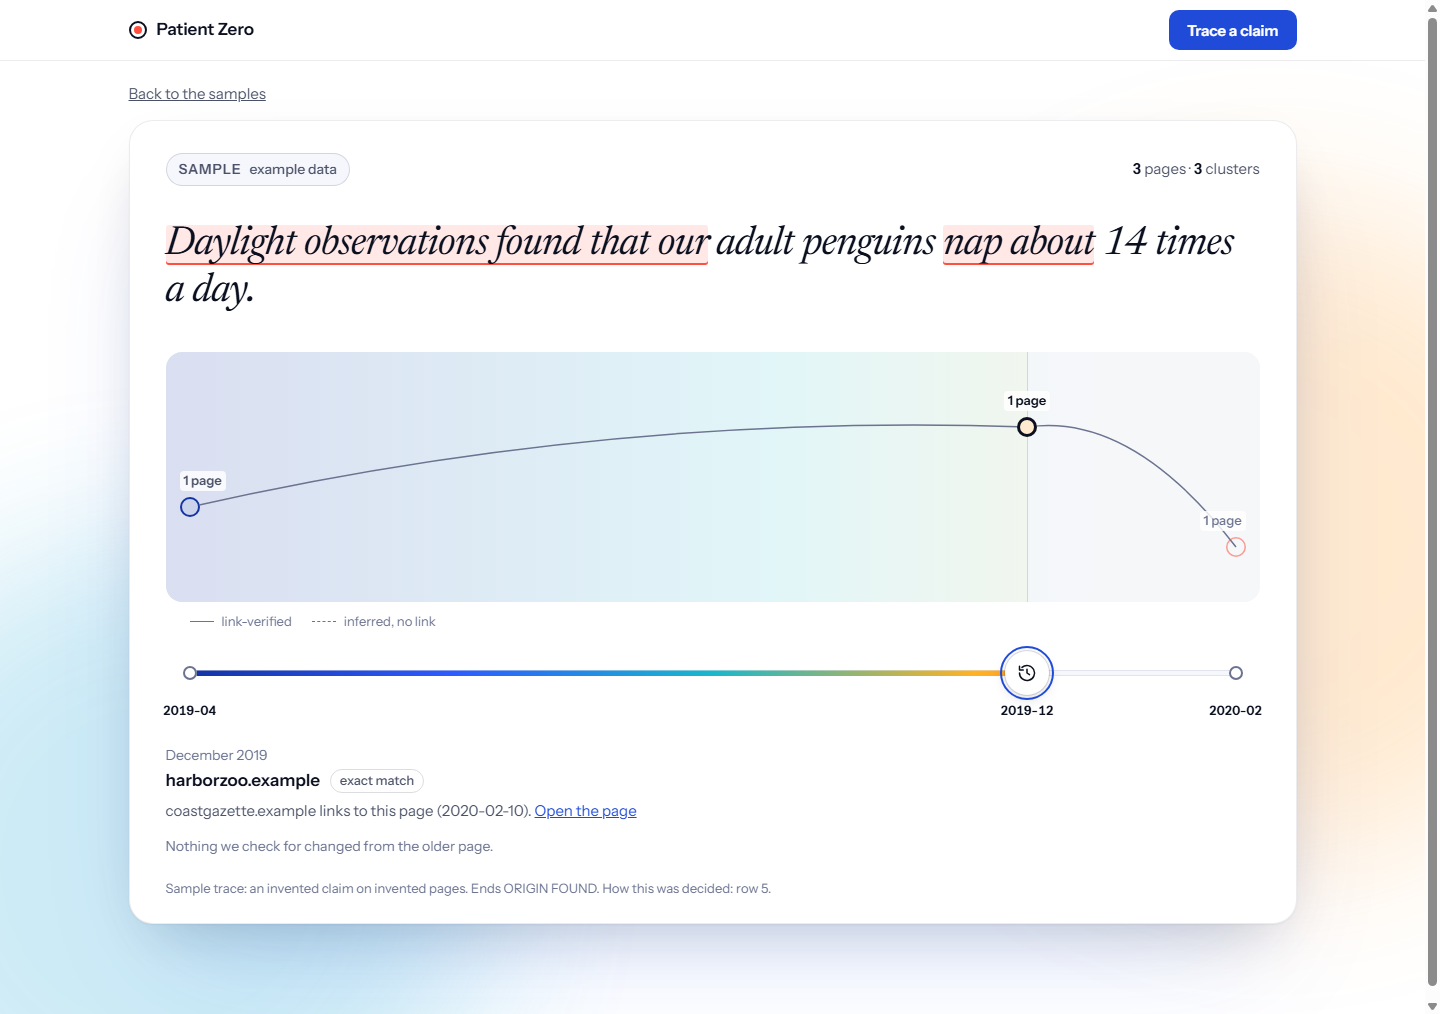 Patient Zero
Trace a claim
Back to the samples
SAMPLE example data
3 pages · 3 clusters
Daylight observations found that our adult penguins nap about 14 times
a day.
1 page
1 page
1 page
link-verified
inferred, no link
2019-04
2019-12
2020-02
December 2019
harborzoo.example exact match
coastgazette.example links to this page (2020-02-10). Open the page
Nothing we check for changed from the older page.
Sample trace: an invented claim on invented pages. Ends ORIGIN FOUND. How this was decided: row 5.